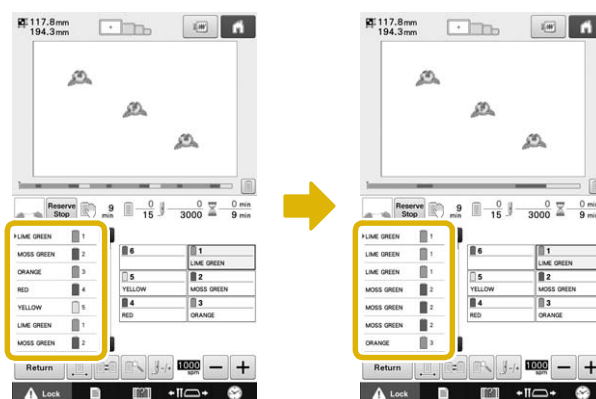 117.8mm
194.3mm
Reserve
Stop
9
min
0
15
0
3000
0 min
9 min
LIME GREEN 1
MOSS GREEN 2
ORANGE 3
RED 4
YELLOW 5
LIME GREEN 1
MOSS GREEN 2
6
1
LIME GREEN
5
YELLOW
2
MOSS GREEN
4
RED
3
ORANGE
Return
1000
spm
Lock
117.8mm
194.3mm
Reserve
Stop
9
min
0
15
0
3000
0 min
9 min
LIME GREEN 1
LIME GREEN 1
LIME GREEN 1
MOSS GREEN 2
MOSS GREEN 2
MOSS GREEN 2
ORANGE 3
6
1
LIME GREEN
5
YELLOW
2
MOSS GREEN
4
RED
3
ORANGE
Return
1000
spm
Lock